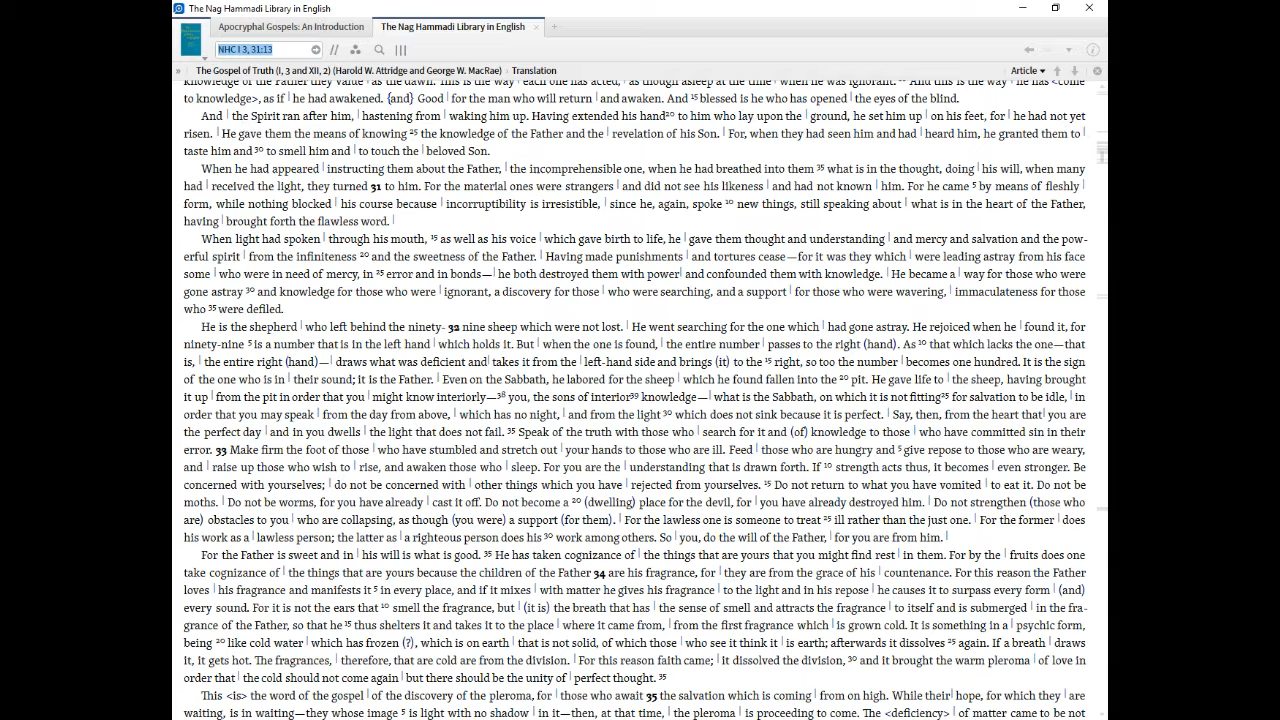 The Nag Hammadi Library in English
Apocryphal Gospels: An Introduction
The Nag Hammadi Library in English
NHC I 3, 31:13
The Gospel of Truth (I, 3 and XII, 2) (Harold W. Attridge and George W. MacRae) Translation Article
knowledge of the Father they value | as the dawn. This is the way | each one has acted, | as though asleep at the time | when he was ignorant. And this is the way | he has <come
to knowledge>, as if | he had awakened. {and} Good | for the man who will return | and awaken. And 15 blessed is he who has opened | the eyes of the blind.
And | the Spirit ran after him, | hastening from | waking him up. Having extended his hand 20 to him who lay upon the | ground, he set him up | on his feet, for | he had not yet
risen. | He gave them the means of knowing 25 the knowledge of the Father and the | revelation of his Son. | For, when they had seen him and had | heard him, he granted them to |
taste him and 30 to smell him and | to touch the | beloved Son.
When he had appeared | instructing them about the Father, | the incomprehensible one, when he had breathed into them 35 what is in the thought, doing | his will, when many
had | received the light, they turned 31 to him. For the material ones were strangers | and did not see his likeness | and had not known | him. For he came 5 by means of fleshly |
form, while nothing blocked | his course because | incorruptibility is irresistible, | since he, again, spoke 10 new things, still speaking about | what is in the heart of the Father,
having | brought forth the flawless word. |
When light had spoken | through his mouth, 15 as well as his voice | which gave birth to life, he | gave them thought and understanding | and mercy and salvation and the pow-
erful spirit | from the infiniteness 20 and the sweetness of the Father. | Having made punishments | and tortures cease—for it was they which | were leading astray from his face
some | who were in need of mercy, in 25 error and in bonds— | he both destroyed them with power | and confounded them with knowledge. | He became a | way for those who were
gone astray 30 and knowledge for those who were | ignorant, a discovery for those | who were searching, and a support | for those who were wavering, | immaculateness for those
who 35 were defiled.
He is the shepherd | who left behind the ninety- 32 nine sheep which were not lost. | He went searching for the one which | had gone astray. He rejoiced when he | found it, for
ninety-nine 5 is a number that is in the left hand | which holds it. But | when the one is found, | the entire number | passes to the right (hand). As 10 that which lacks the one—that
is, | the entire right (hand)— | draws what was deficient and | takes it from the | left-hand side and brings (it) to the 15 right, so too the number | becomes one hundred. It is the sign
of the one who is in | their sound; it is the Father. | Even on the Sabbath, he labored for the sheep | which he found fallen into the 20 pit. He gave life to | the sheep, having brought
it up | from the pit in order that you | might know interiorly—38 you, the sons of interior39 knowledge— | what is the Sabbath, on which it is not fitting25 for salvation to be idle, | in
order that you may speak | from the day from above, | which has no night, | and from the light 30 which does not sink because it is perfect. | Say, then, from the heart that | you are
the perfect day | and in you dwells | the light that does not fail. 35 Speak of the truth with those who | search for it and (of) knowledge to those | who have committed sin in their
error. 33 Make firm the foot of those | who have stumbled and stretch out | your hands to those who are ill. Feed | those who are hungry and 5 give repose to those who are weary,
and | raise up those who wish to | rise, and awaken those who | sleep. For you are the | understanding that is drawn forth. If 10 strength acts thus, it becomes | even stronger. Be
concerned with yourselves; | do not be concerned with | other things which you have | rejected from yourselves. 15 Do not return to what you have vomited | to eat it. Do not be
moths. | Do not be worms, for you have already | cast it off. Do not become a 20 (dwelling) place for the devil, for | you have already destroyed him. | Do not strengthen (those who
are) obstacles to you | who are collapsing, as though (you were) a support (for them). | For the lawless one is someone to treat 25 ill rather than the just one. | For the former | does
his work as a | lawless person; the latter as | a righteous person does his 30 work among others. So | you, do the will of the Father, | for you are from him. |
For the Father is sweet and in | his will is what is good. 35 He has taken cognizance of | the things that are yours that you might find rest | in them. For by the | fruits does one
take cognizance of | the things that are yours because the children of the Father 34 are his fragrance, for | they are from the grace of his | countenance. For this reason the Father
loves | his fragrance and manifests it 5 in every place, and if it mixes | with matter he gives his fragrance | to the light and in his repose | he causes it to surpass every form | (and)
every sound. For it is not the ears that 10 smell the fragrance, but | (it is) the breath that has | the sense of smell and attracts the fragrance | to itself and is submerged | in the fra-
grance of the Father, so that he 15 thus shelters it and takes it to the place | where it came from, | from the first fragrance which | is grown cold. It is something in a | psychic form,
being 20 like cold water | which has frozen (?), which is on earth | that is not solid, of which those | who see it think it | is earth; afterwards it dissolves 25 again. If a breath | draws
it, it gets hot. The fragrances, | therefore, that are cold are from the division. | For this reason faith came; | it dissolved the division, 30 and it brought the warm pleroma | of love in
order that | the cold should not come again | but there should be the unity of | perfect thought. 35
This <is> the word of the gospel | of the discovery of the pleroma, for | those who await 35 the salvation which is coming | from on high. While their | hope, for which they | are
waiting, is in waiting—they whose image 5 is light with no shadow | in it—then, at that time, | the pleroma | is proceeding to come. The <deficiency> | of matter came to be not